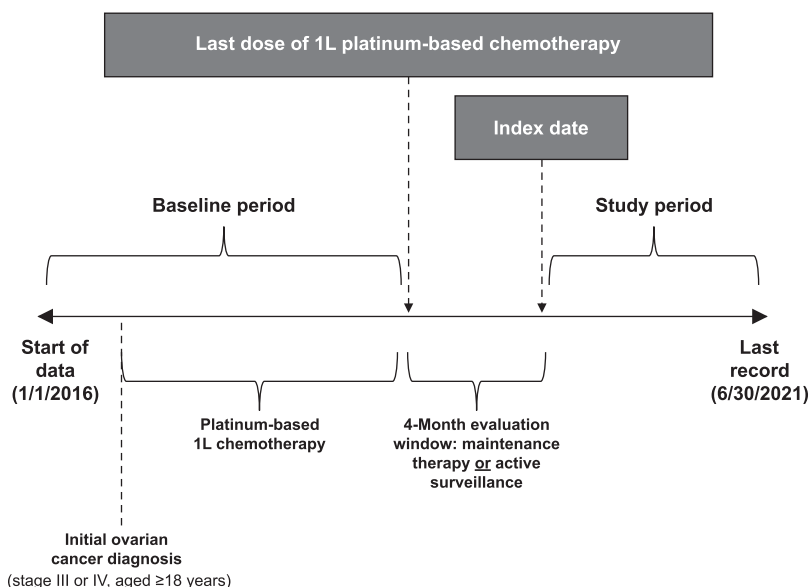 Last dose of 1L platinum-based chemotherapy
Index date
Baseline period
Study period
Start of
data
(1/1/2016)
Last
record
(6/30/2021)
Platinum-based
1L chemotherapy
4-Month evaluation
window: maintenance
therapy or active
surveillance
Initial ovarian
cancer diagnosis
(stage III or IV, aged ≥18 years)